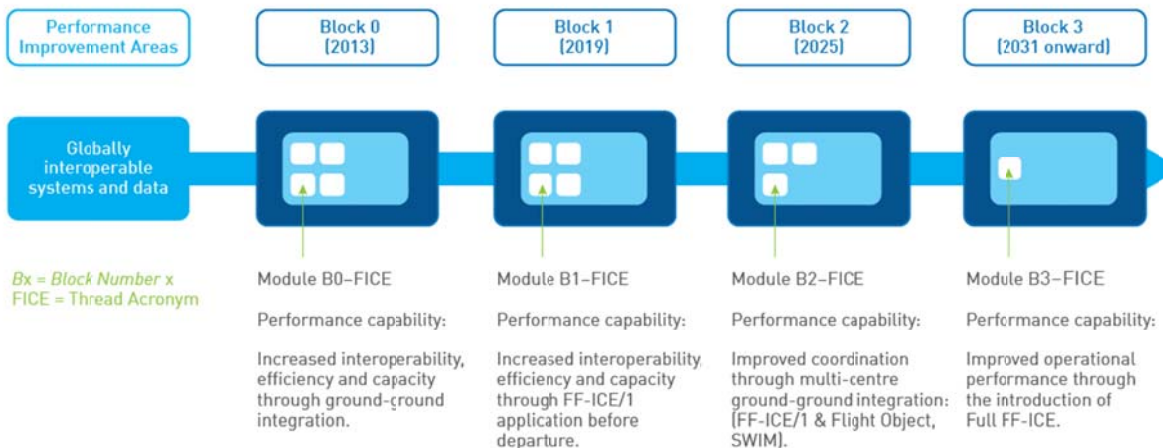 Performance
Improvement Areas
Block 0
(2013)
Block 1
(2019)
Block 2
(2025)
Block 3
(2031 onward)
Globally
interoperable
systems and data
Bx = Block Number x
FICE = Thread Acronym
Module B0–FICE
Performance capability:
Increased interoperability,
efficiency and capacity
through ground-ground
integration.
Module B1–FICE
Performance capability:
Increased interoperability,
efficiency and capacity
through FF-ICE/1
application before
departure.
Module B2–FICE
Performance capability:
Improved coordination
through multi-centre
ground-ground integration:
(FF-ICE/1 & Flight Object,
SWIM).
Module B3–FICE
Performance capability:
Improved operational
performance through
the introduction of
Full FF-ICE.